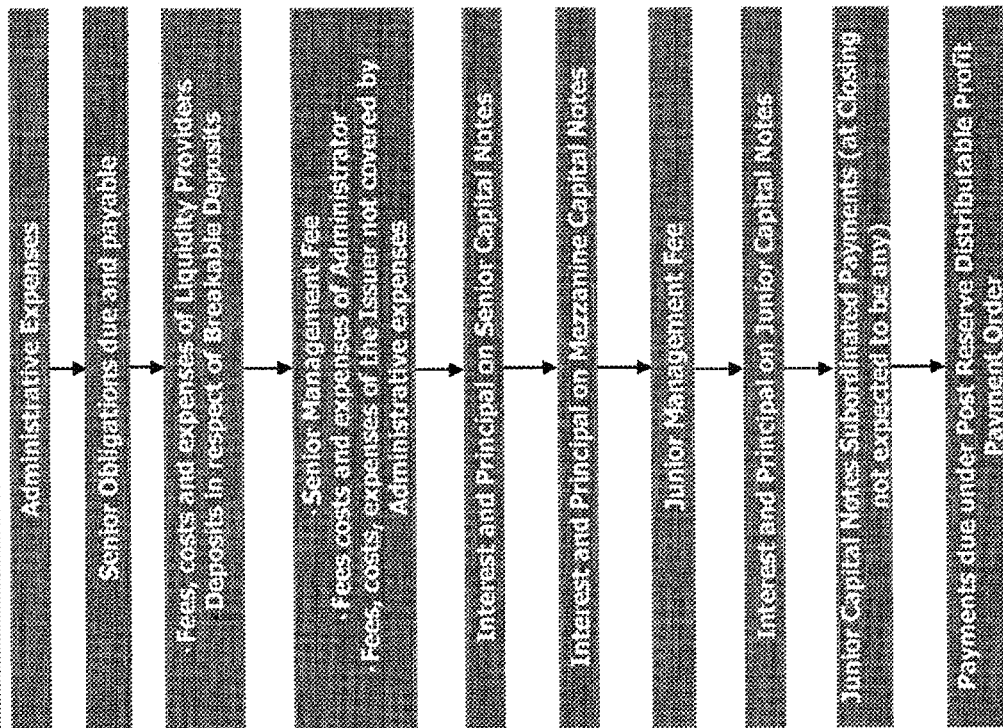 Administrative Expenses
Senior Obligations due and payable
· Fees, costs and expenses of Liquidity Providers
· Deposits in respect of Breakable Deposits
· Senior Management Fee
· Fees costs and expenses of Administrator
· Fees, costs, expenses of the Issuer not covered by
Administrative expenses
Interest and Principal on Senior Capital Notes
Interest and Principal on Mezzanine Capital Notes
Junior Management Fee
Interest and Principal on Junior Capital Notes
Junior Capital Notes Subordinated Payments (at Closing
not expected to be any)
Payments due under Post Reserve Distributable Profit
Payment Order